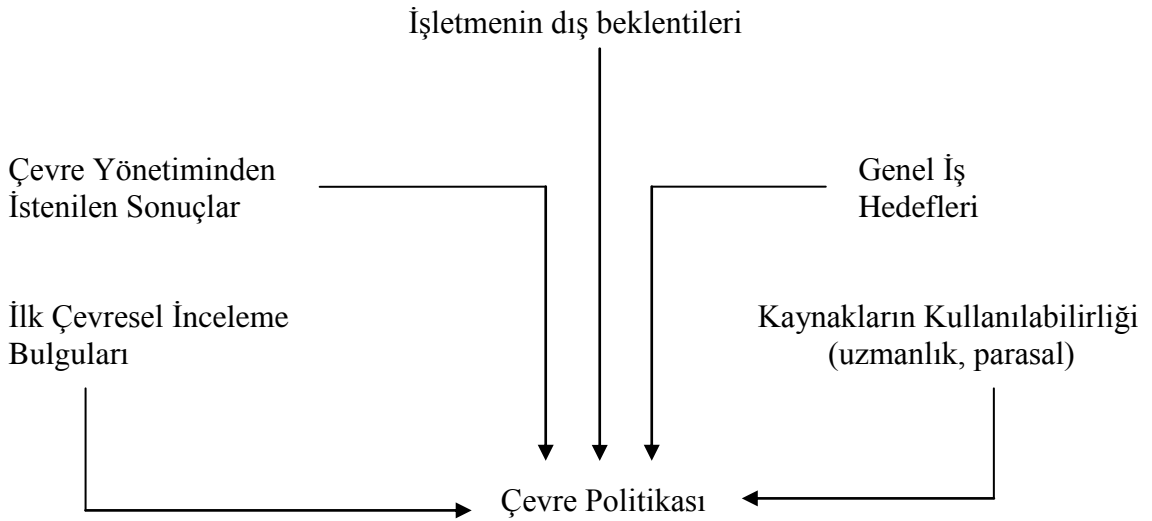 İşletmenin dış beklentileri
Çevre Yönetiminden
İstenilen Sonuçlar
Genel İş
Hedefleri
İlk Çevresel İnceleme
Bulguları
Kaynakların Kullanılabilirliği
(uzmanlık, parasal)
Çevre Politikası